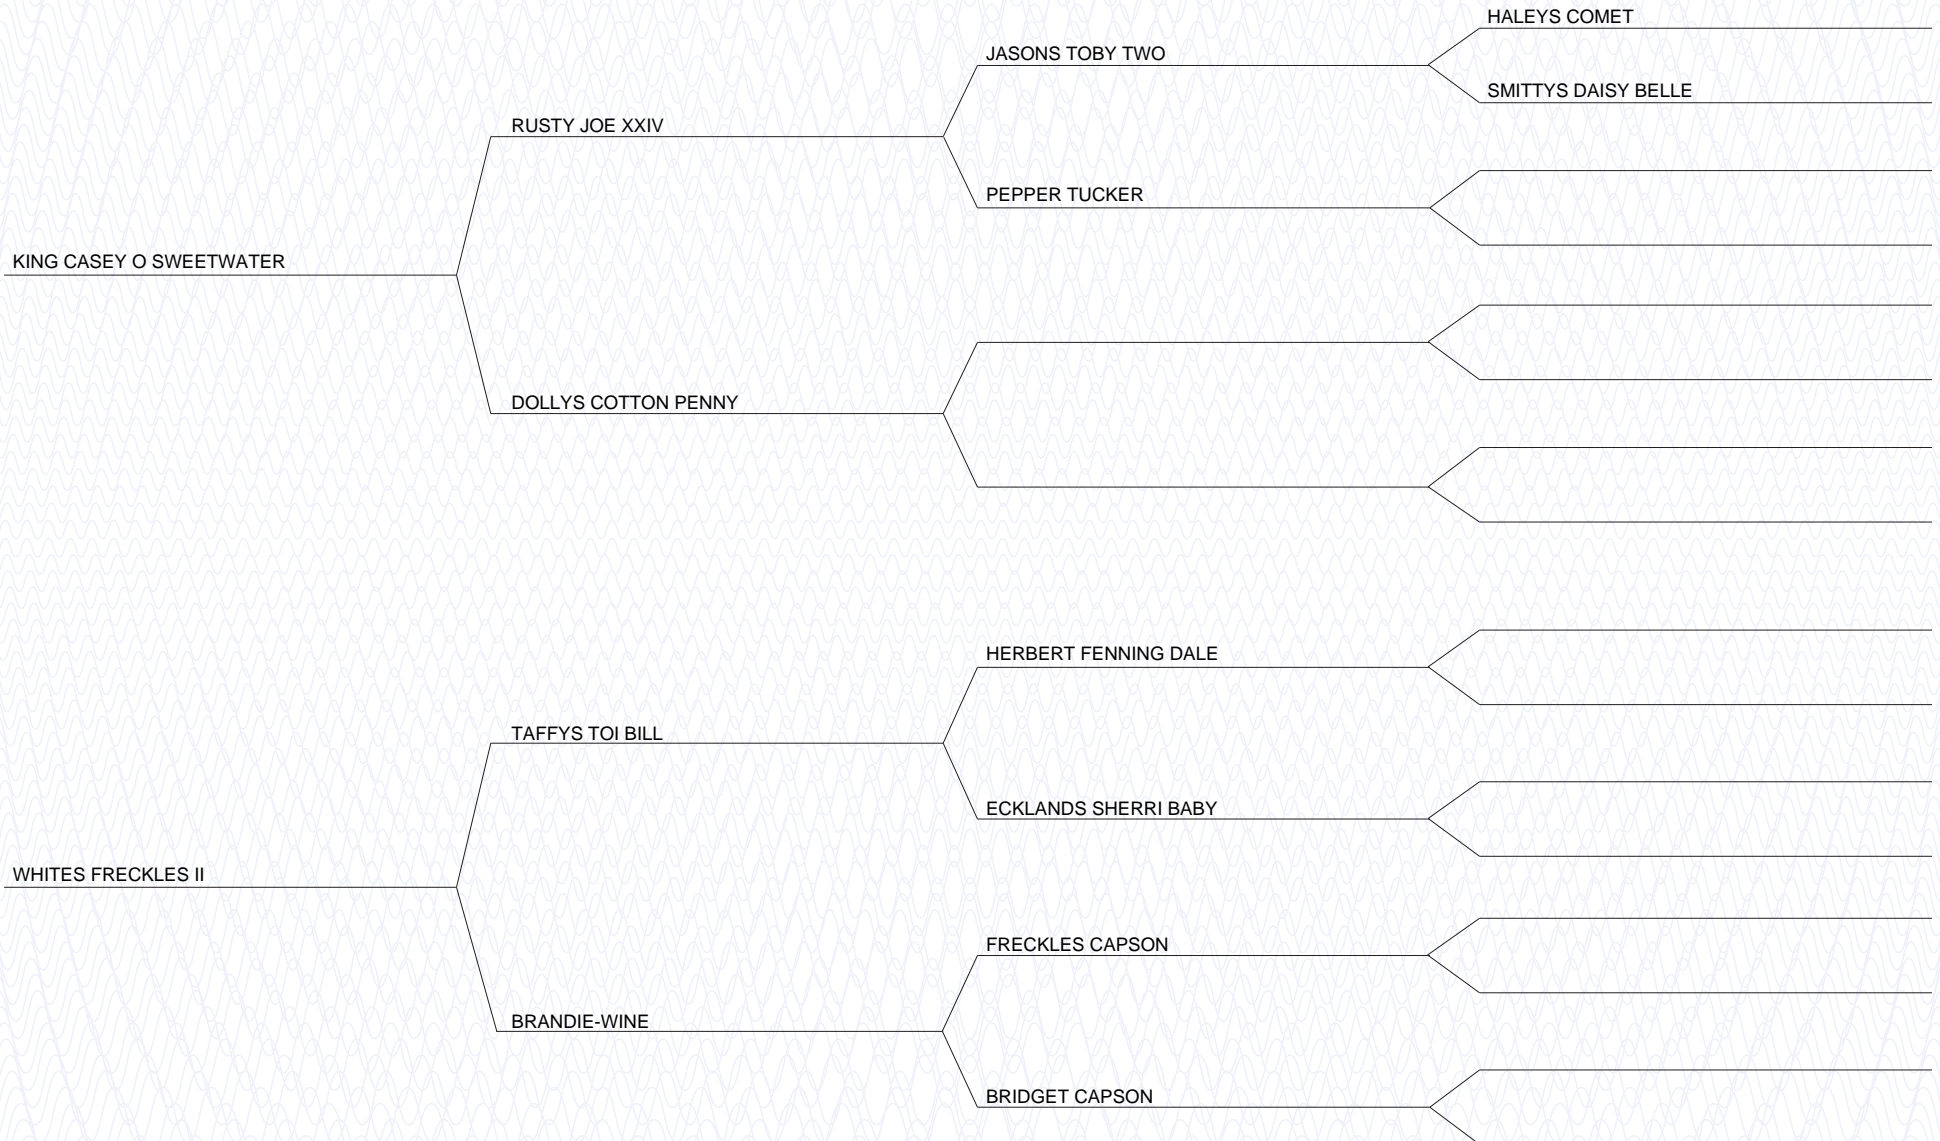 HALEYS COMET
JASONS TOBY TWO
SMITTYS DAISY BELLE
RUSTY JOE XXIV
PEPPER TUCKER
KING CASEY O SWEETWATER
DOLLYS COTTON PENNY
HERBERT FENNING DALE
TAFFYS TOI BILL
ECKLANDS SHERRI BABY
WHITES FRECKLES II
FRECKLES CAPSON
BRANDIE-WINE
BRIDGET CAPSON